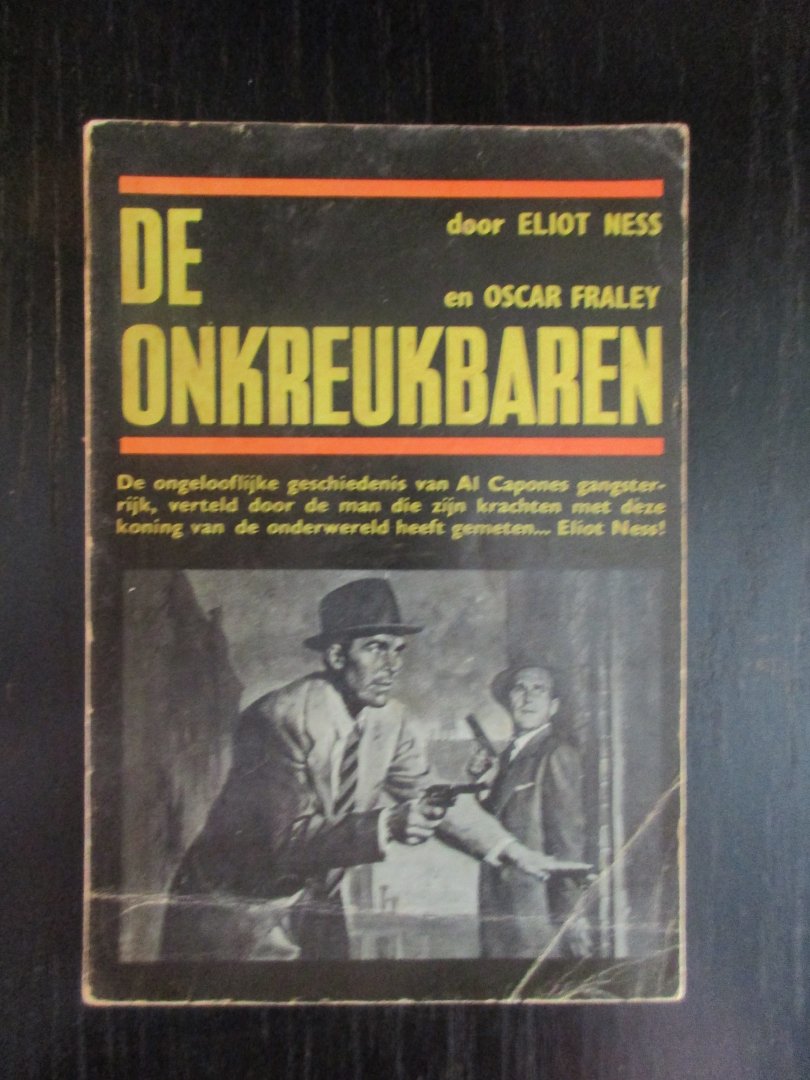 DE
door ELIOT NESS
en OSCAR FRALEY
ONKREUKBAREN
De ongelooflijke geschiedenis van Al Capones gangster-
rijk, verteld door de man die zijn krachten met deze
koning van de onderwereld heeft gemeten... Eliot Ness!